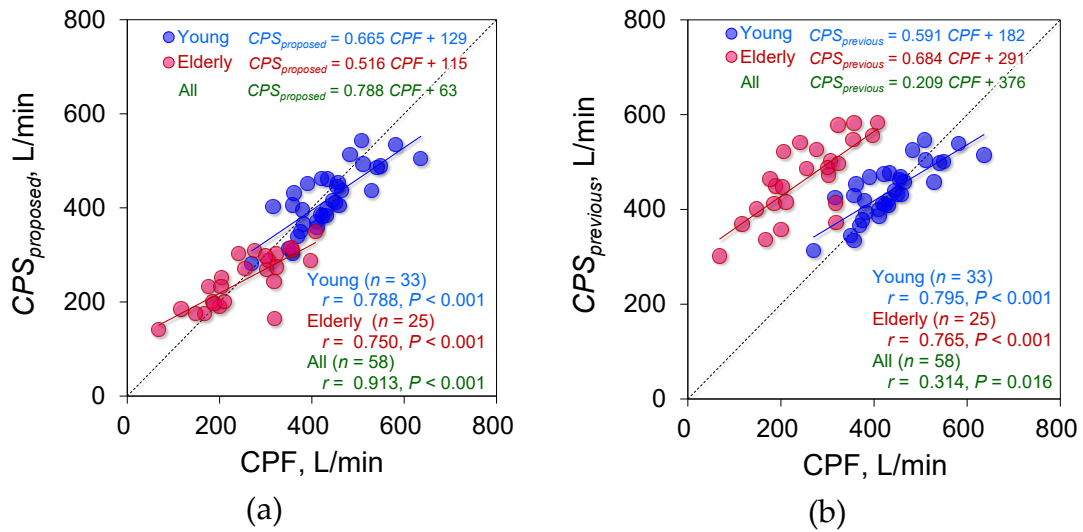 Young CPSproposed = 0.665 CPF + 129
Elderly CPSproposed = 0.516 CPF + 115
All CPSproposed = 0.788 CPF + 63
800
600
400
200
0
CPSproposed, L/min
Young (n = 33)
r = 0.788, P < 0.001
Elderly (n = 25)
r = 0.750, P < 0.001
All (n = 58)
r = 0.913, P < 0.001
0 200 400 600 800
CPF, L/min
(a)
Young CPSprevious = 0.591 CPF + 182
Elderly CPSprevious = 0.684 CPF + 291
All CPSprevious = 0.209 CPF + 376
800
600
400
200
0
CPSprevious, L/min
Young (n = 33)
r = 0.795, P < 0.001
Elderly (n = 25)
r = 0.765, P < 0.001
All (n = 58)
r = 0.314, P = 0.016
0 200 400 600 800
CPF, L/min
(b)